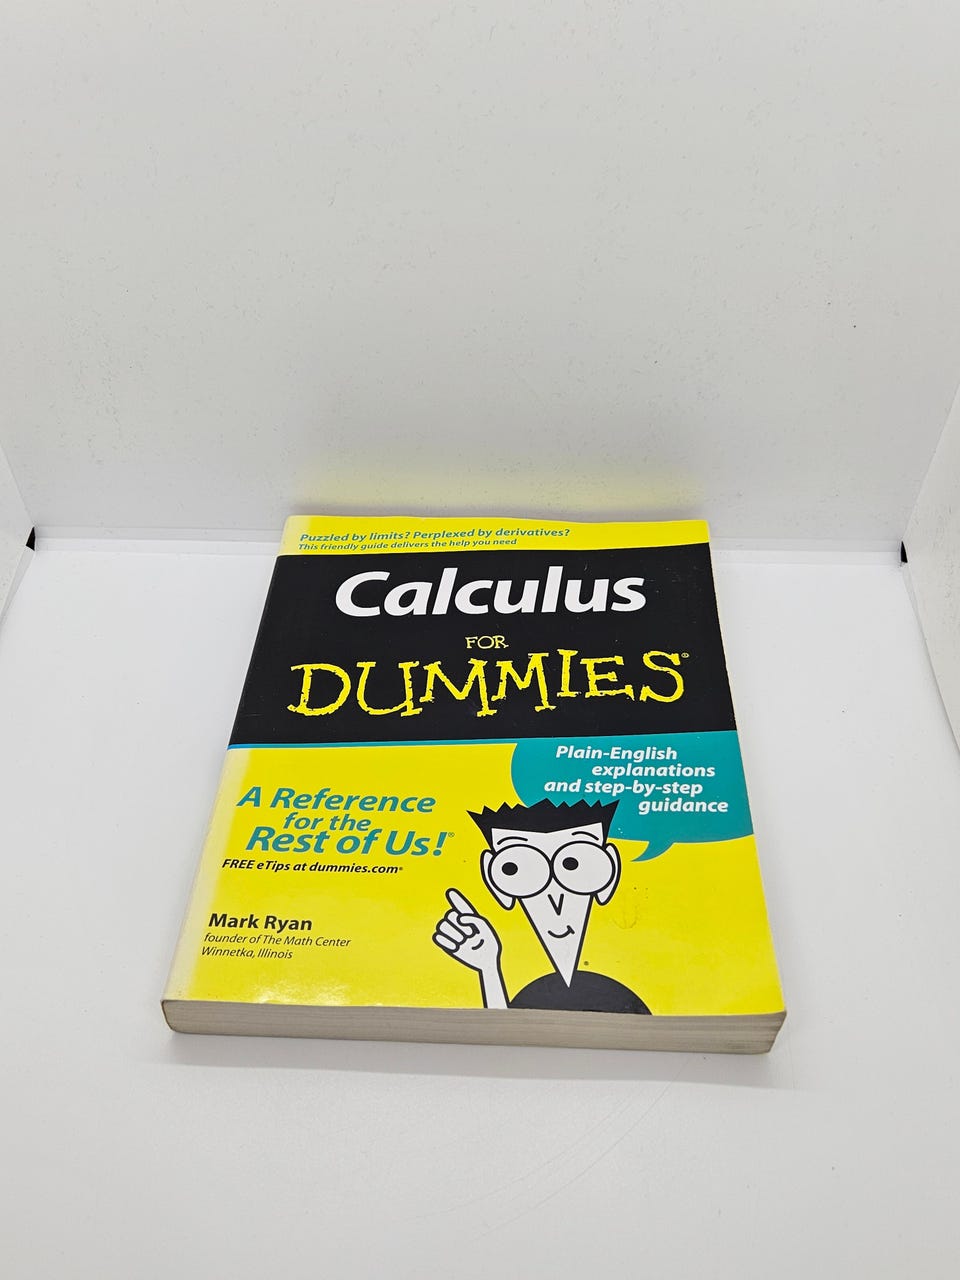 Puzzled by limits? Perplexed by derivatives?
This friendly guide delivers the help you need
Calculus
FOR
DUMMIES®
Plain-English
explanations
and step-by-step
guidance
A Reference
for the
Rest of Us!®
FREE eTips at dummies.com®
Mark Ryan
founder of The Math Center
Winnetka, Illinois